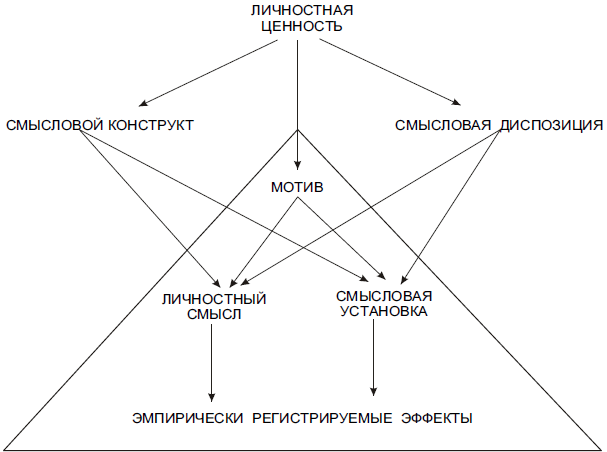 ЛИЧНОСТНАЯ
ЦЕННОСТЬ
СМЫСЛОВОЙ КОНСТРУКТ
СМЫСЛОВАЯ ДИСПОЗИЦИЯ
МОТИВ
ЛИЧНОСТНЫЙ
СМЫСЛ
СМЫСЛОВАЯ
УСТАНОВКА
ЭМПИРИЧЕСКИ РЕГИСТРИРУЕМЫЕ ЭФФЕКТЫ